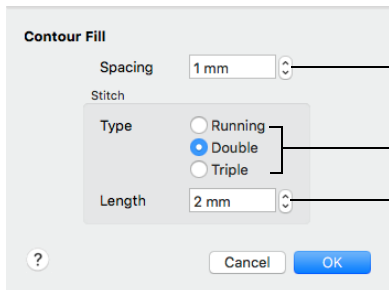 Contour Fill
Spacing 1 mm
Stitch
Type Running
Double
Triple
Length 2 mm
? Cancel OK